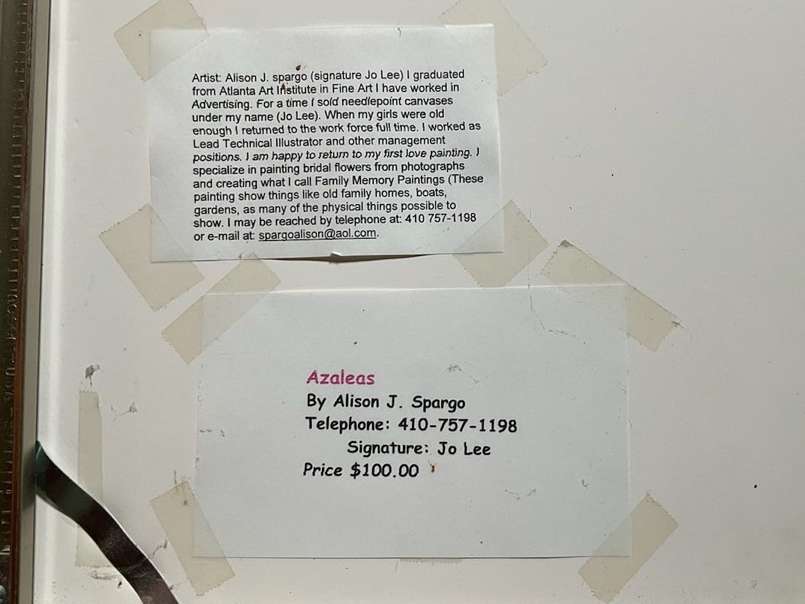 Artist: Alison J. spargo (signature Jo Lee) I graduated
from Atlanta Art Institute in Fine Art I have worked in
Advertising. For a time I sold needlepoint canvases
under my name (Jo Lee). When my girls were old
enough I returned to the work force full time. I worked as
Lead Technical Illustrator and other management
positions. I am happy to return to my first love painting. I
specialize in painting bridal flowers from photographs
and creating what I call Family Memory Paintings (These
painting show things like old family homes, boats,
gardens, as many of the physical things possible to
show. I may be reached by telephone at: 410 757-1198
or e-mail at: spargoalison@aol.com.
Azaleas
By Alison J. Spargo
Telephone: 410-757-1198
Signature: Jo Lee
Price $100.00